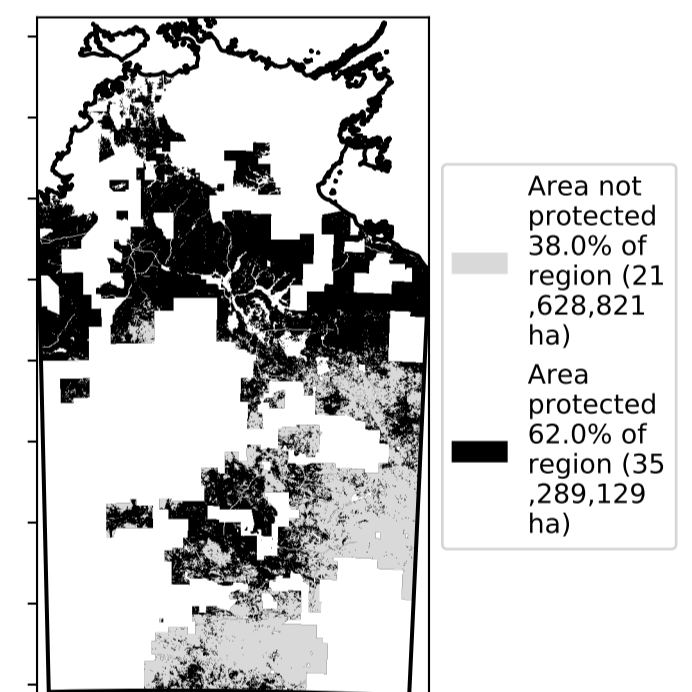 Area not
protected
38.0% of
region (21
,628,821
ha)
Area
protected
62.0% of
region (35
,289,129
ha)